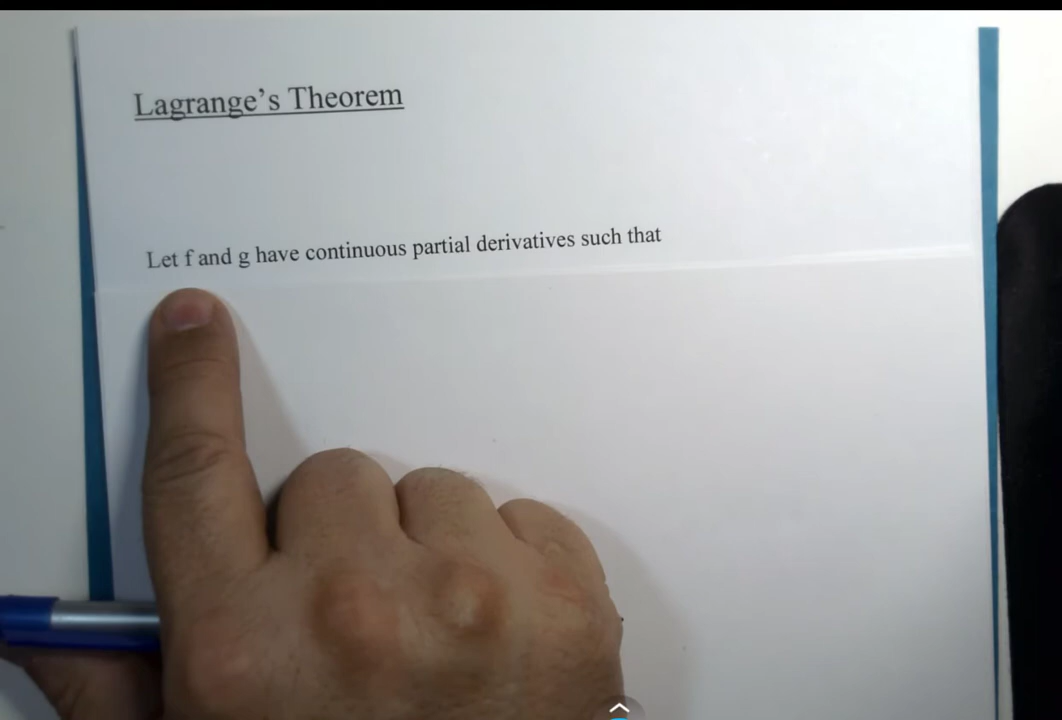 Lagrange's Theorem
Let f and g have continuous partial derivatives such that